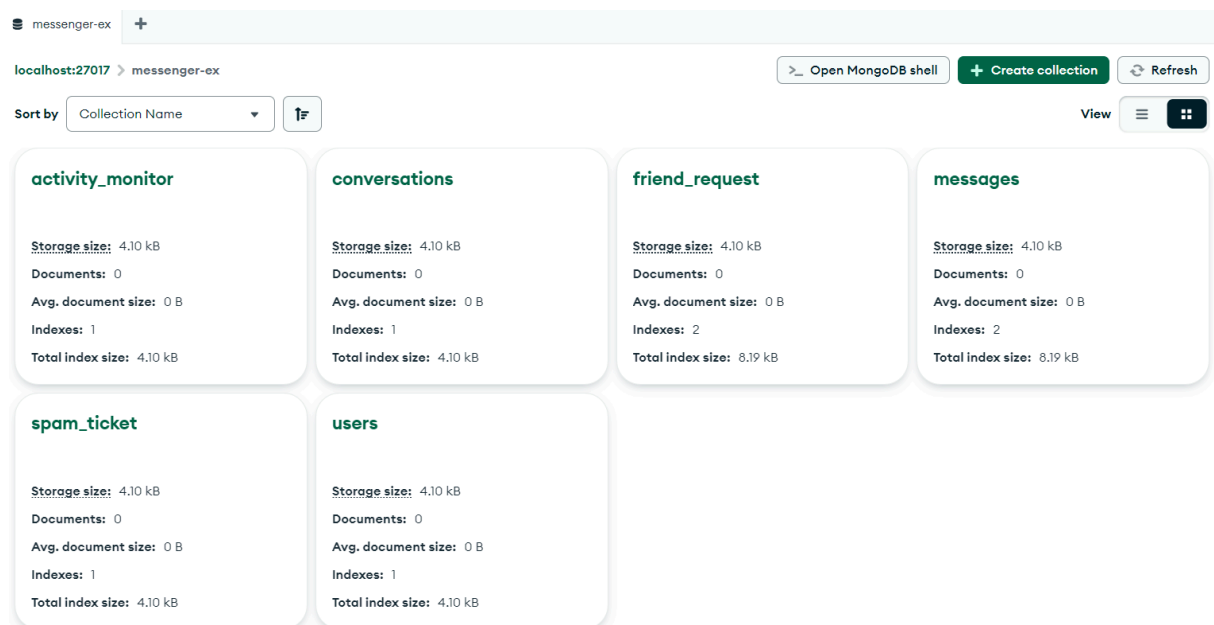 messenger-ex
localhost:27017 > messenger-ex
>_ Open MongoDB shell
+ Create collection
Refresh
Sort by Collection Name
View
activity_monitor
Storage size: 4.10 kB
Documents: 0
Avg. document size: 0 B
Indexes: 1
Total index size: 4.10 kB
conversations
Storage size: 4.10 kB
Documents: 0
Avg. document size: 0 B
Indexes: 1
Total index size: 4.10 kB
friend_request
Storage size: 4.10 kB
Documents: 0
Avg. document size: 0 B
Indexes: 2
Total index size: 8.19 kB
messages
Storage size: 4.10 kB
Documents: 0
Avg. document size: 0 B
Indexes: 2
Total index size: 8.19 kB
spam_ticket
Storage size: 4.10 kB
Documents: 0
Avg. document size: 0 B
Indexes: 1
Total index size: 4.10 kB
users
Storage size: 4.10 kB
Documents: 0
Avg. document size: 0 B
Indexes: 1
Total index size: 4.10 kB